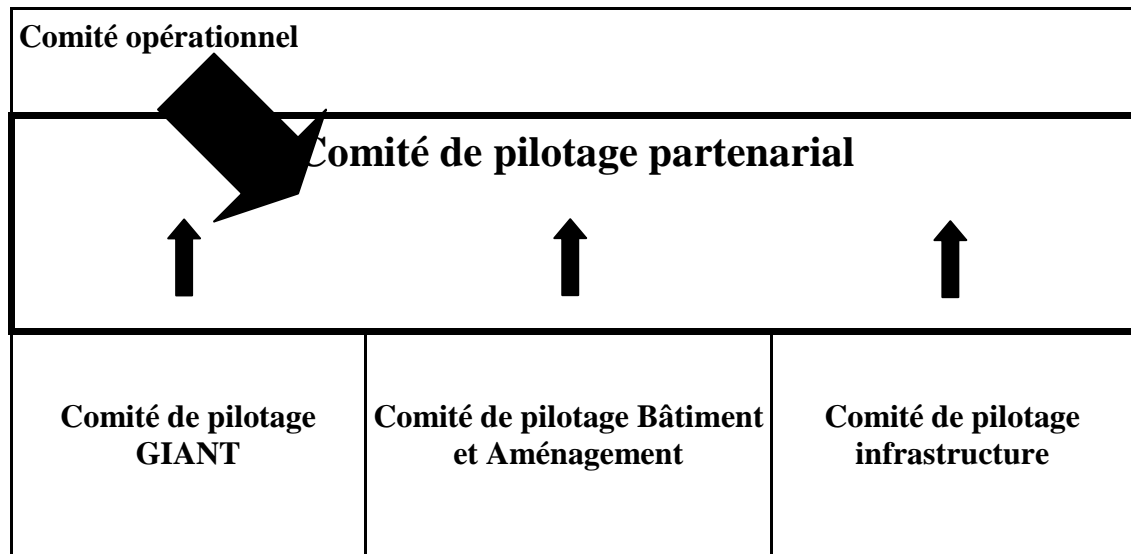 Comité opérationnel
Comité de pilotage partenarial
Comité de pilotage
GIANT
Comité de pilotage Bâtiment
et Aménagement
Comité de pilotage
infrastructure